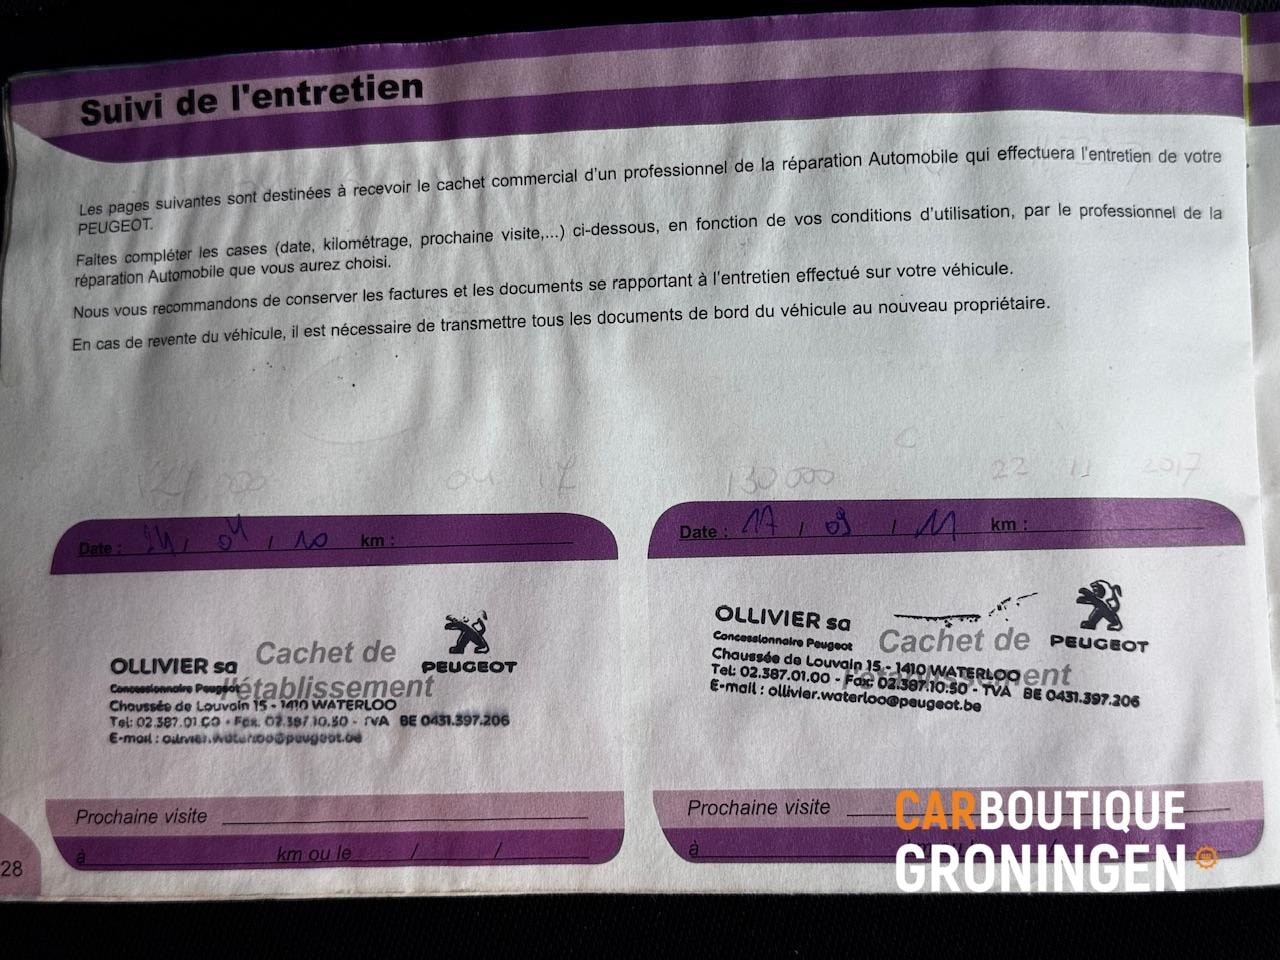 Suivi de l'entretien
Les pages suivantes sont destinées à recevoir le cachet commercial d'un professionnel de la réparation Automobile qui effectuera l'entretien de votre
PEUGEOT.
Faites compléter les cases (date, kilométrage, prochaine visite,...) ci-dessous, en fonction de vos conditions d'utilisation, par le professionnel de la
réparation Automobile que vous aurez choisi.
Nous vous recommandons de conserver les factures et les documents se rapportant à l'entretien effectué sur votre véhicule.
En cas de revente du véhicule, il est nécessaire de transmettre tous les documents de bord du véhicule au nouveau propriétaire.
130 000 22 11 2017
Date : / 04 / 10 km :
OLLIVIER sa
Concessionnaire Peugeot
Chaussée de Louvain 15 - 1410 WATERLOO
Tel: 02.387.01.00 - Fax: 02.387.10.50 - TVA BE 0431.397.206
E-mail : ollivier.waterloo@peugeot.be
PEUGEOT
Cachet de
l'établissement
Prochaine visite
à km ou le / /
Date : 17 / 09 / 11 km :
OLLIVIER sa
Concessionnaire Peugeot
Chaussée de Louvain 15 - 1410 WATERLOO
Tel: 02.387.01.00 - Fax: 02.387.10.50 - TVA BE 0431.397.206
E-mail : ollivier.waterloo@peugeot.be
PEUGEOT
Cachet de
l'établissement
Prochaine visite
à
28
CARBOUTIQUE
GRONINGEN